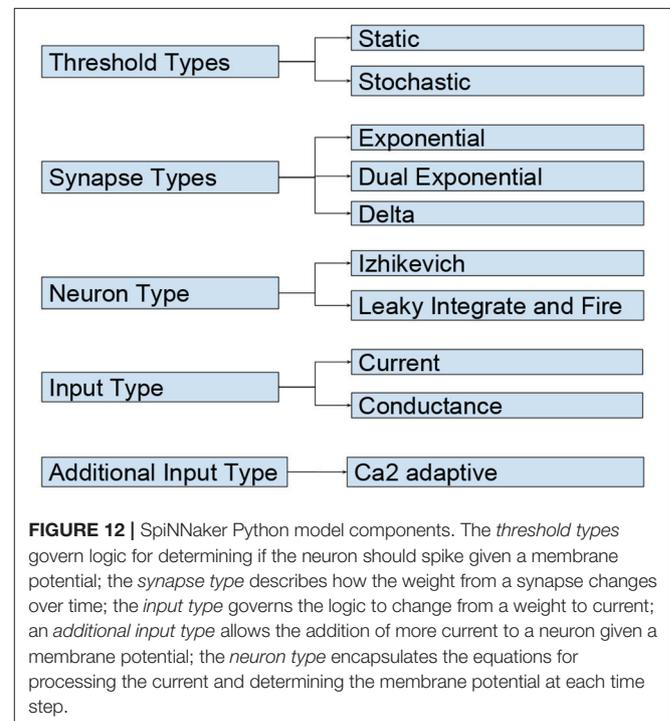 Threshold Types
Static
Stochastic
Synapse Types
Exponential
Dual Exponential
Delta
Neuron Type
Izhikevich
Leaky Integrate and Fire
Input Type
Current
Conductance
Additional Input Type
Ca2 adaptive
FIGURE 12 | SpiNNaker Python model components. The threshold types
govern logic for determining if the neuron should spike given a membrane
potential; the synapse type describes how the weight from a synapse changes
over time; the input type governs the logic to change from a weight to current;
an additional input type allows the addition of more current to a neuron given a
membrane potential; the neuron type encapsulates the equations for
processing the current and determining the membrane potential at each time
step.